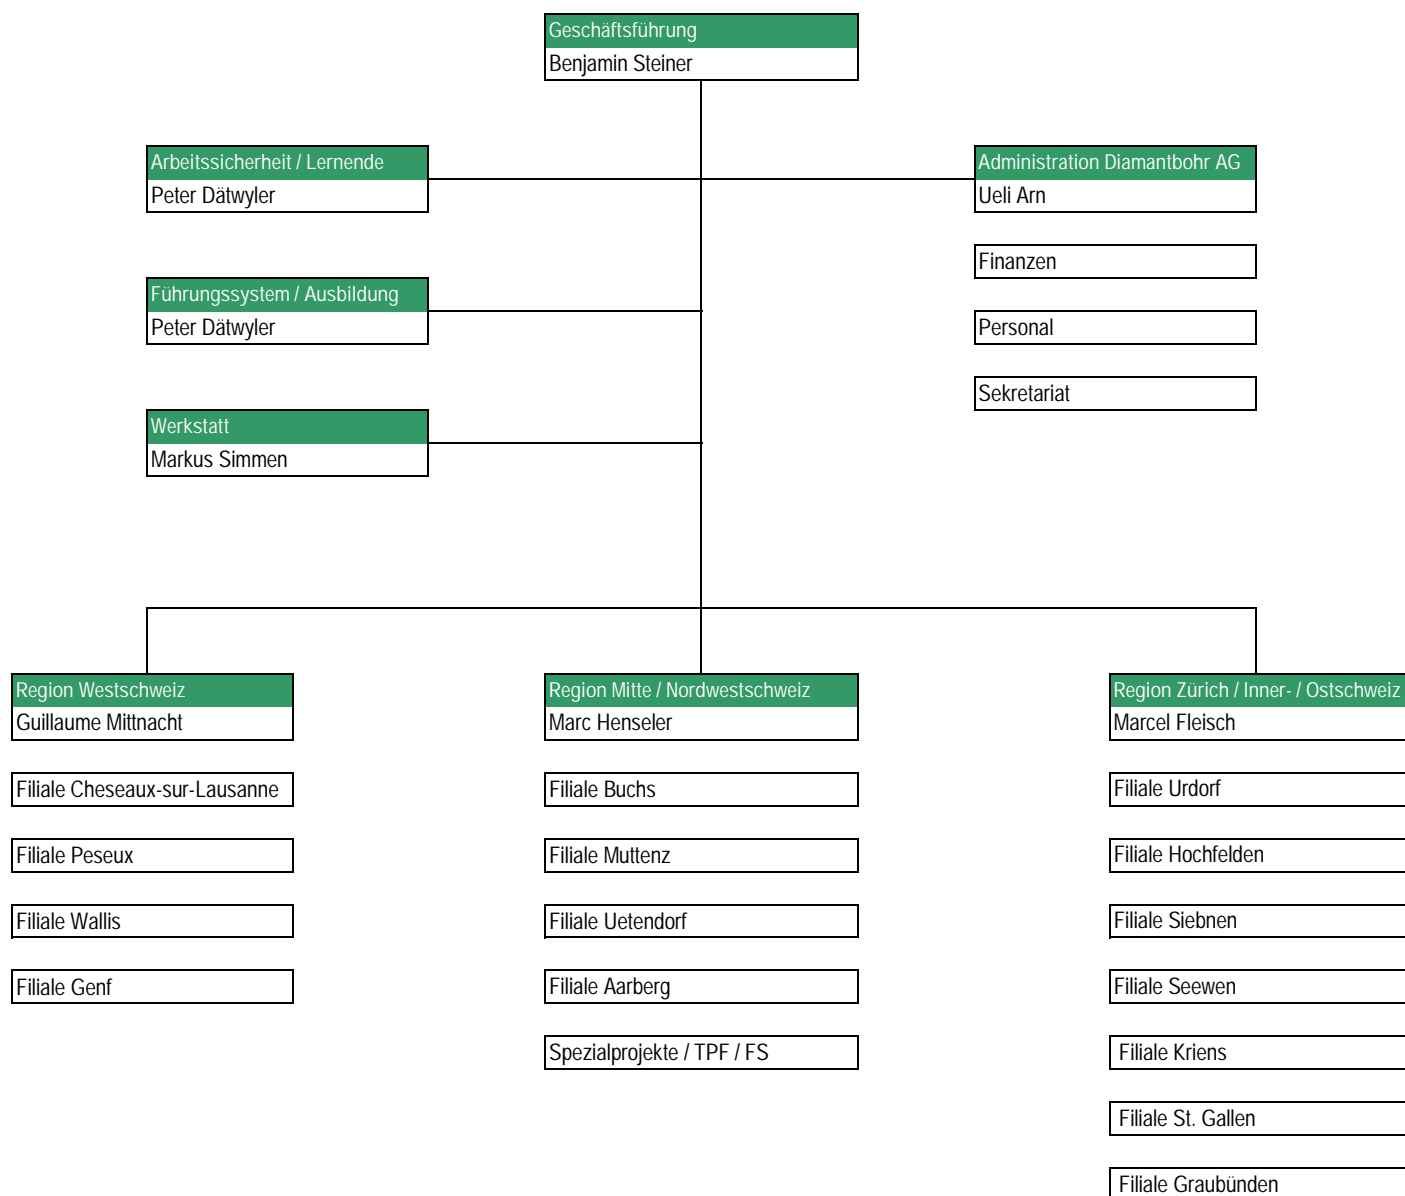 Geschäftsführung
Benjamin Steiner
Arbeitssicherheit / Lernende
Peter Dätwyler
Administration Diamantbohr AG
Ueli Arn
Finanzen
Führungssystem / Ausbildung
Peter Dätwyler
Personal
Sekretariat
Werkstatt
Markus Simmen
Region Westschweiz
Guillaume Mittnacht
Filiale Cheseaux-sur-Lausanne
Filiale Peseux
Filiale Wallis
Filiale Genf
Region Mitte / Nordwestschweiz
Marc Henseler
Filiale Buchs
Filiale Muttenz
Filiale Uetendorf
Filiale Aarberg
Spezialprojekte / TPF / FS
Region Zürich / Inner- / Ostschweiz
Marcel Fleisch
Filiale Urdorf
Filiale Hochfelden
Filiale Siebnen
Filiale Seewen
Filiale Kriens
Filiale St. Gallen
Filiale Graubünden